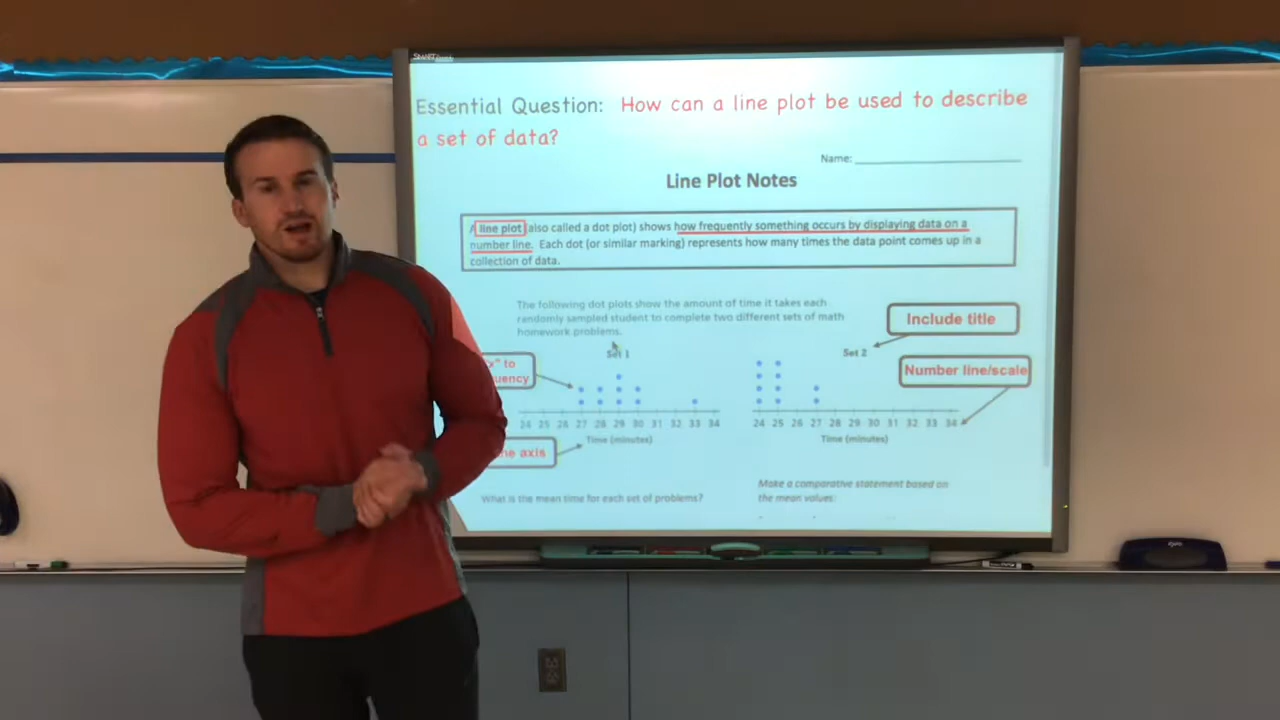 Essential Question: How can a line plot be used to describe
a set of data?
Name:
Line Plot Notes
line plot (also called a dot plot) shows how frequently something occurs by displaying data on a
number line. Each dot (or similar marking) represents how many times the data point comes up in a
collection of data.
The following dot plots show the amount of time it takes each
randomly sampled student to complete two different sets of math
homework problems.
Include title
Set 1
Set 2
"x" to
Number line/scale
24 25 26 27 28 29 30 31 32 33 34
24 25 26 27 28 29 30 31 32 33 34
Time (minutes)
Time (minutes)
axis
What is the mean time for each set of problems?
Make a comparative statement based on
the mean values: